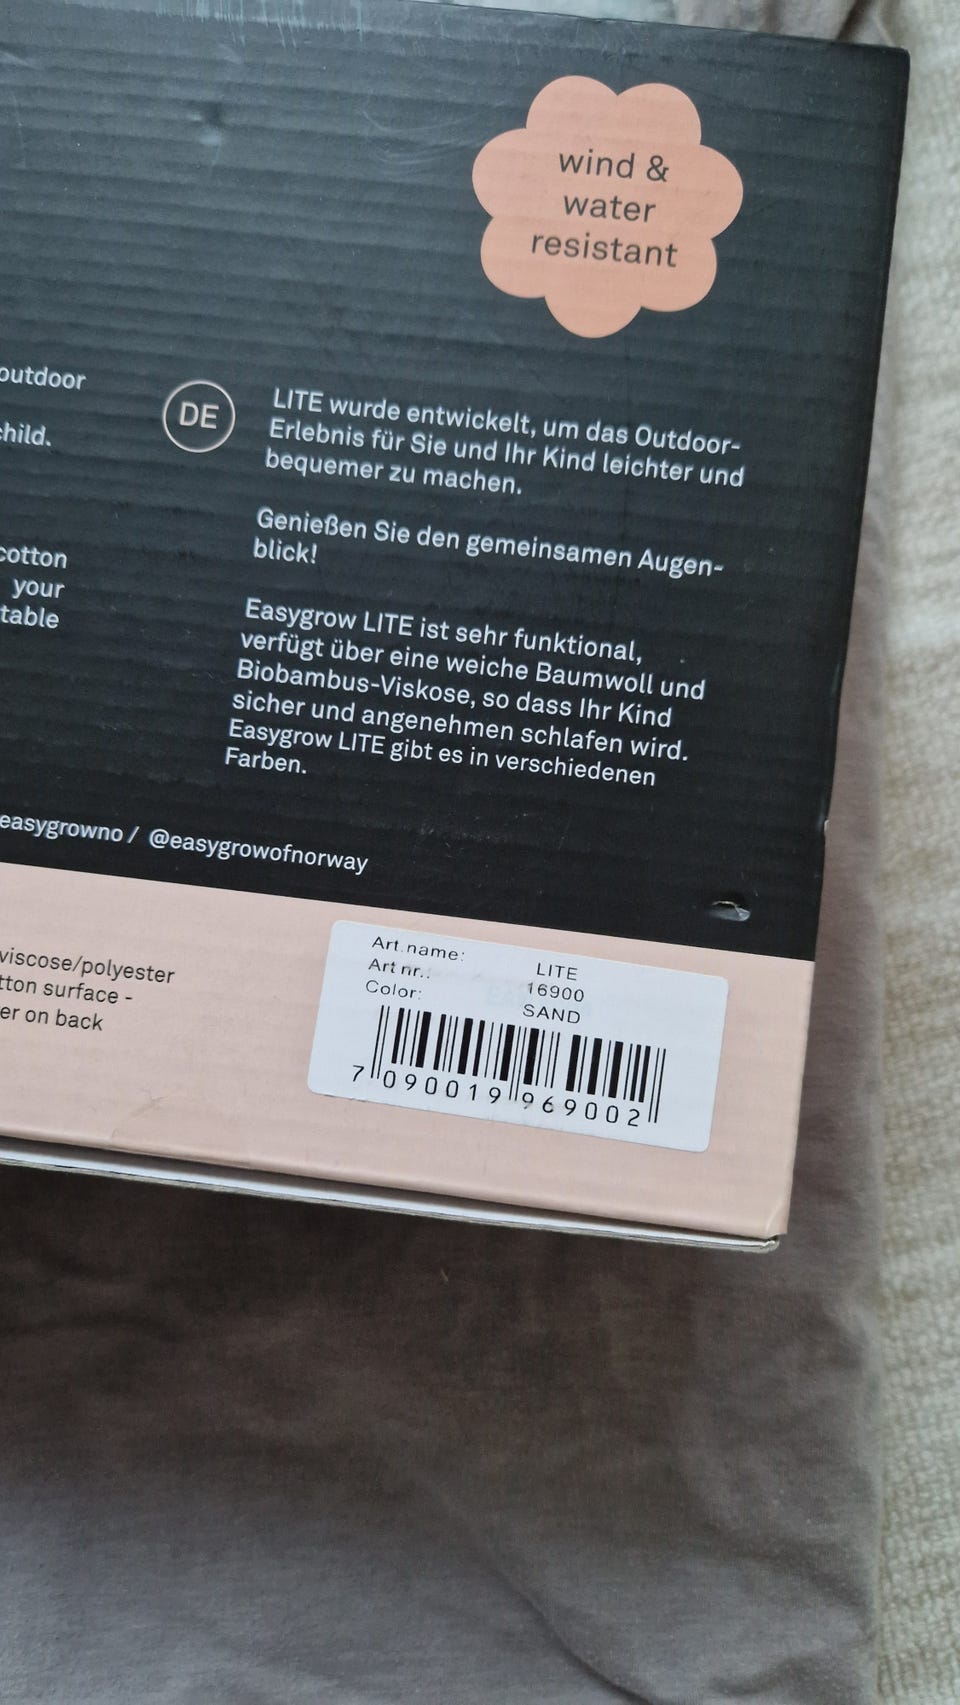 wind &
water
resistant
outdoor
child.
cotton
your
table
DE
LITE wurde entwickelt, um das Outdoor-
Erlebnis für Sie und Ihr Kind leichter und
bequemer zu machen.
Genießen Sie den gemeinsamen Augen-
blick!
Easygrow LITE ist sehr funktional,
verfügt über eine weiche Baumwoll und
Biobambus-Viskose, so dass Ihr Kind
sicher und angenehmen schlafen wird.
Easygrow LITE gibt es in verschiedenen
Farben.
easygrowno / @easygrowofnorway
viscose/polyester
tton surface -
er on back
Art.name: LITE
Art nr.: 16900
Color: SAND
7 090019 969002